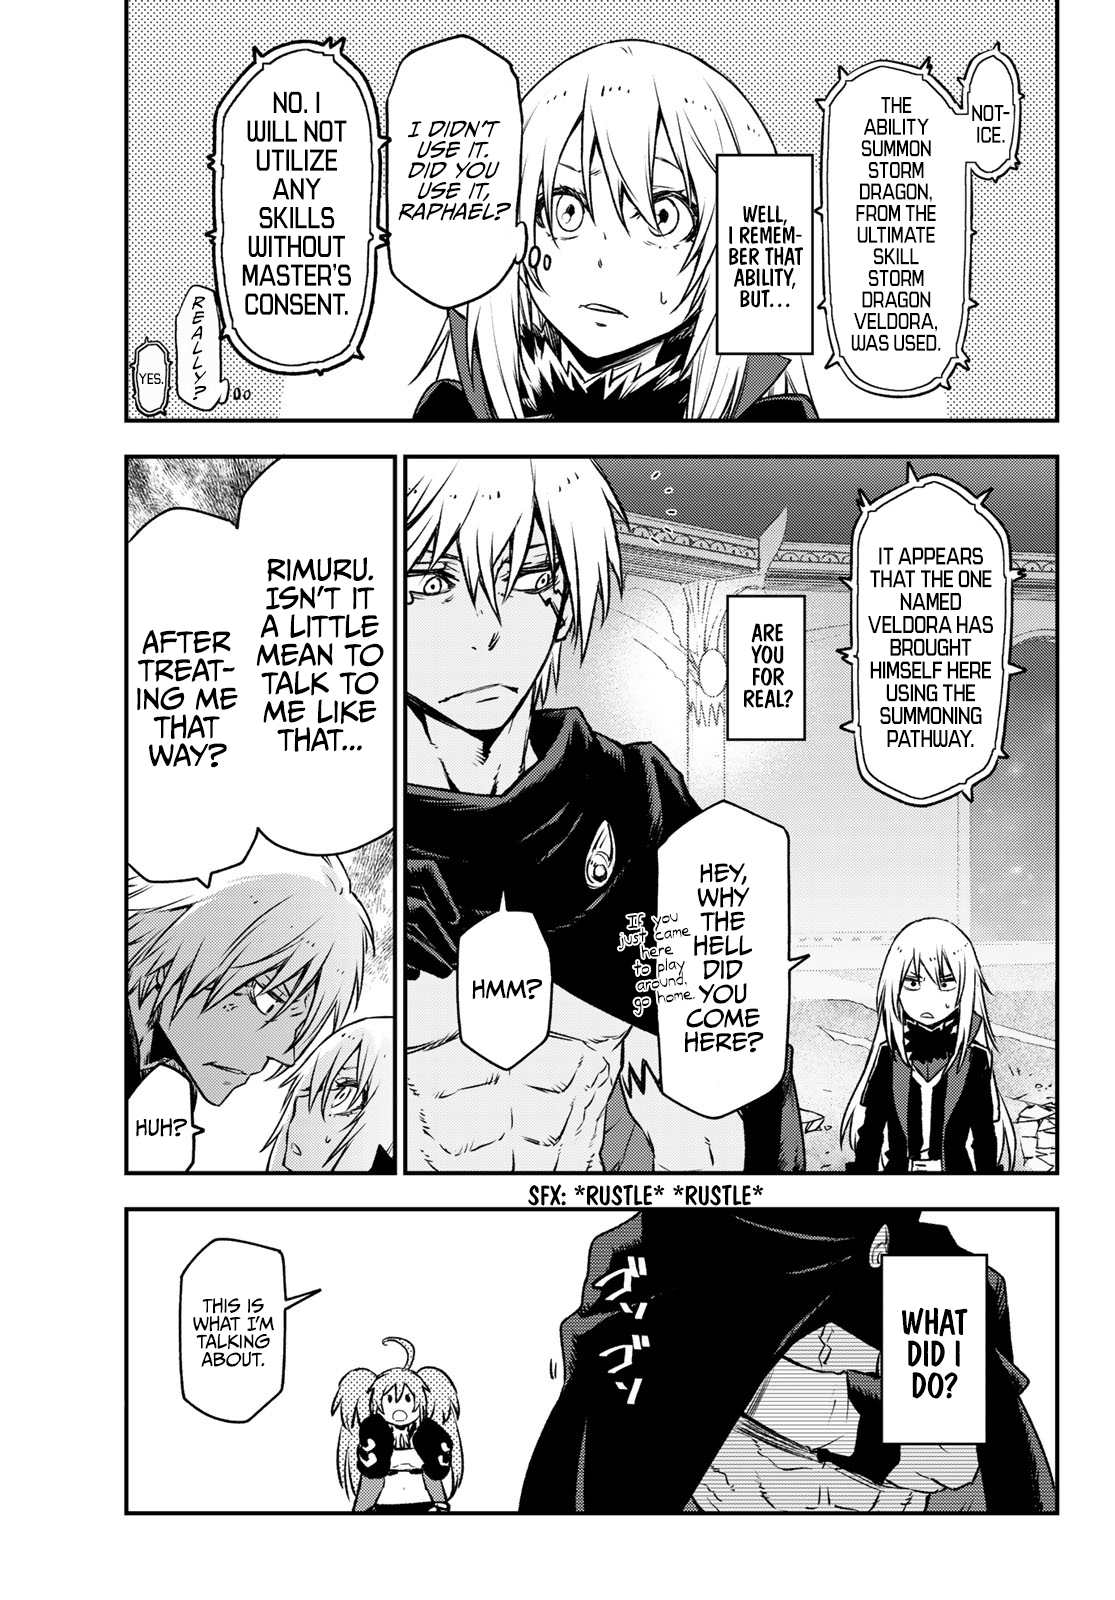 NOT-
ICE.
THE
ABILITY
SUMMON
STORM
DRAGON,
FROM THE
ULTIMATE
SKILL
STORM
DRAGON
VELDORA,
WAS USED.
WELL,
I REMEM-
BER THAT
ABILITY,
BUT...
I DIDN'T
USE IT.
DID YOU
USE IT,
RAPHAEL?
NO. I
WILL NOT
UTILIZE
ANY
SKILLS
WITHOUT
MASTER'S
CONSENT.
REALLY?
YES.
IT APPEARS
THAT THE ONE
NAMED
VELDORA HAS
BROUGHT
HIMSELF HERE
USING THE
SUMMONING
PATHWAY.
ARE
YOU
FOR
REAL?
HEY,
WHY
THE
HELL
DID
YOU
COME
HERE?
If you
just came
here
to play
around,
go home.
HMM?
RIMURU.
ISN'T IT
A LITTLE
MEAN TO
TALK TO
ME LIKE
THAT...
AFTER
TREAT-
ING ME
THAT
WAY?
HUH?
SFX: *RUSTLE* *RUSTLE*
WHAT
DID I
DO?
ゴソ
ゴソ
THIS IS
WHAT I'M
TALKING
ABOUT.